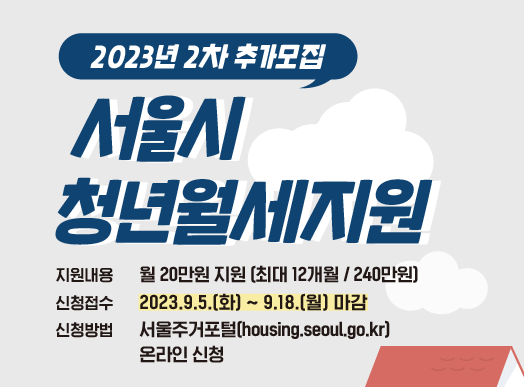 2023년 2차 추가모집
서울시
청년월세지원
지원내용 월 20만원 지원 (최대 12개월 / 240만원)
신청접수 2023.9.5.(화) ~ 9.18.(월) 마감
신청방법 서울주거포털(housing.seoul.go.kr)
온라인 신청